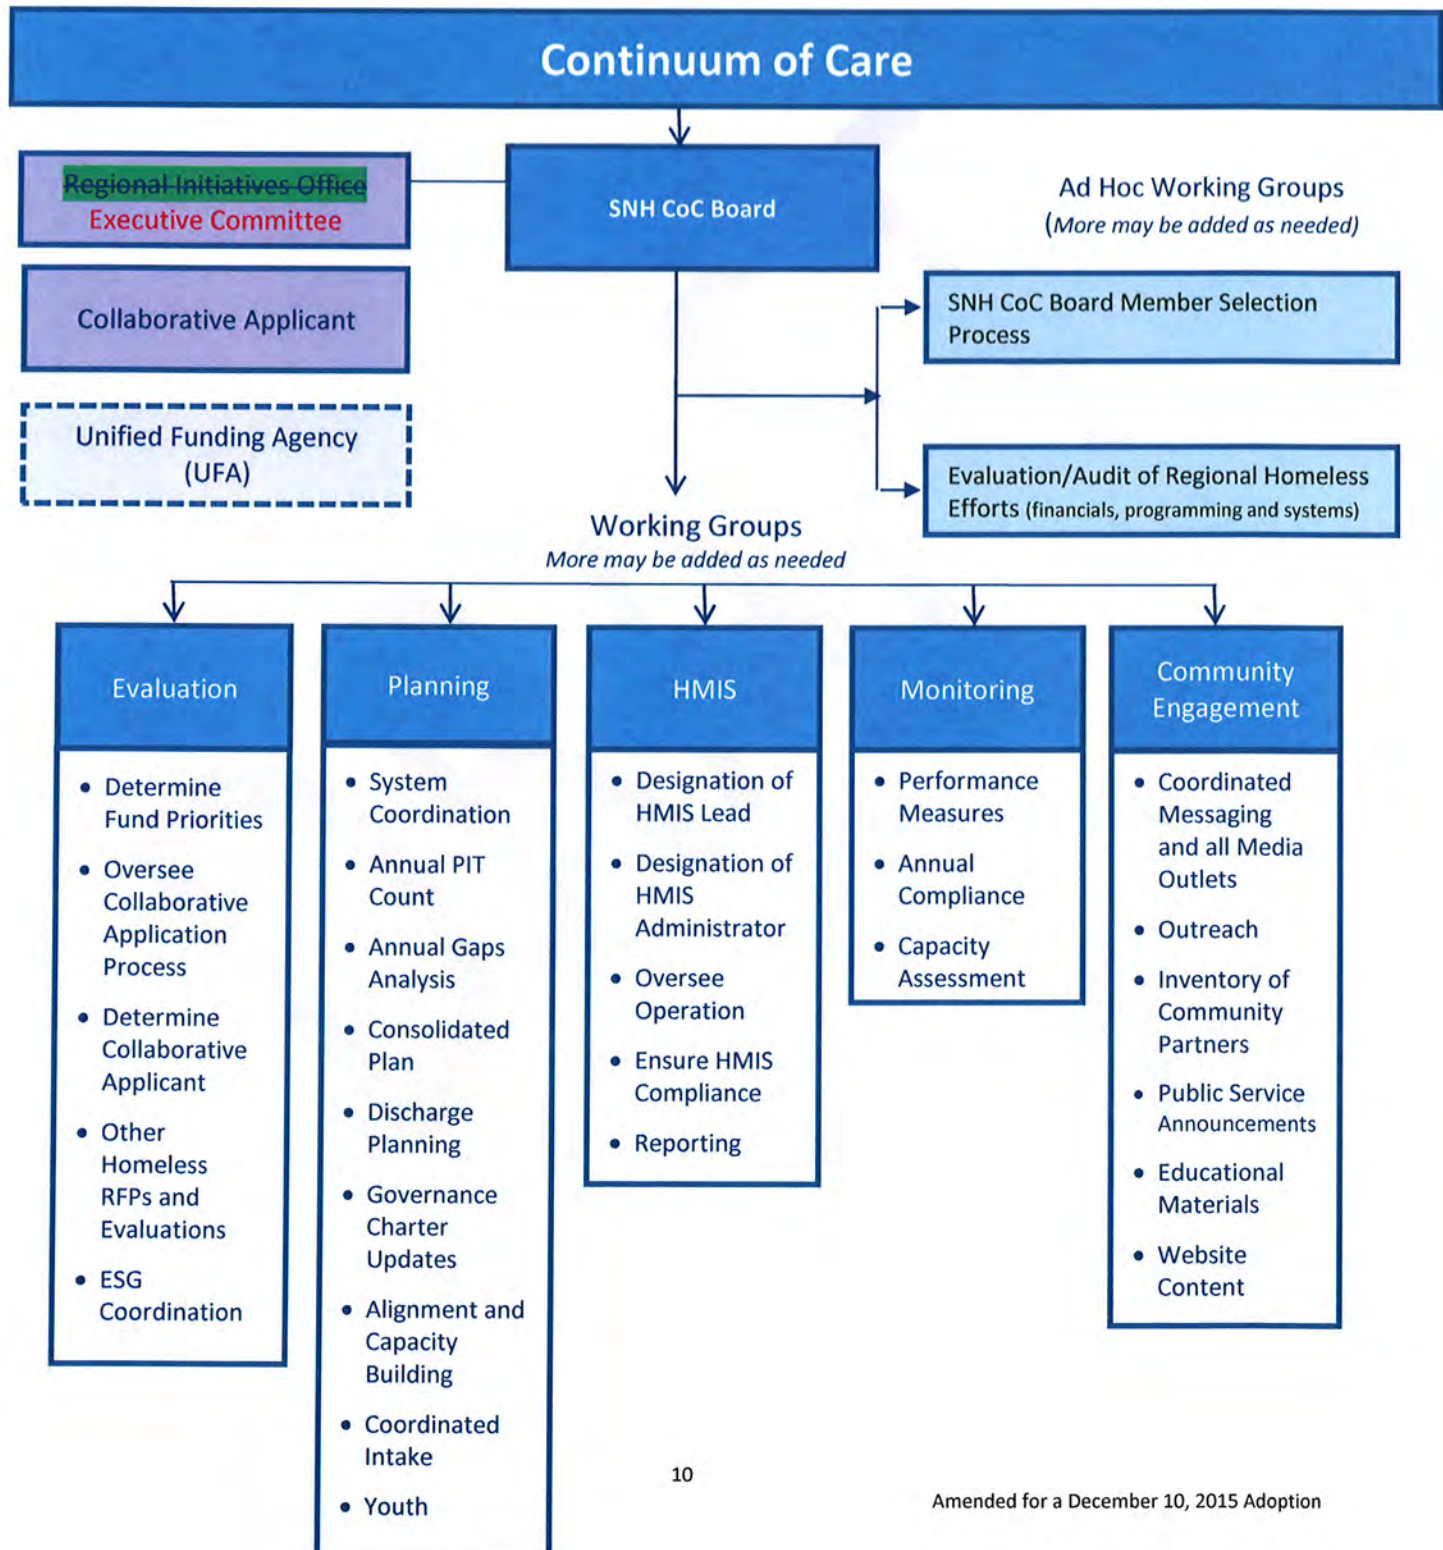 Continuum of Care
Regional Initiatives Office
Executive Committee
SNH CoC Board
Ad Hoc Working Groups
(More may be added as needed)
Collaborative Applicant
SNH CoC Board Member Selection
Process
Unified Funding Agency
(UFA)
Evaluation/Audit of Regional Homeless
Efforts (financials, programming and systems)
Working Groups
More may be added as needed
Evaluation
• Determine
Fund Priorities
• Oversee
Collaborative
Application
Process
• Determine
Collaborative
Applicant
• Other
Homeless
RFPs and
Evaluations
• ESG
Coordination
Planning
• System
Coordination
• Annual PIT
Count
• Annual Gaps
Analysis
• Consolidated
Plan
• Discharge
Planning
• Governance
Charter
Updates
• Alignment and
Capacity
Building
• Coordinated
Intake
• Youth
HMIS
• Designation of
HMIS Lead
• Designation of
HMIS
Administrator
• Oversee
Operation
• Ensure HMIS
Compliance
• Reporting
Monitoring
• Performance
Measures
• Annual
Compliance
• Capacity
Assessment
Community
Engagement
• Coordinated
Messaging
and all Media
Outlets
• Outreach
• Inventory of
Community
Partners
• Public Service
Announcements
• Educational
Materials
• Website
Content
10
Amended for a December 10, 2015 Adoption